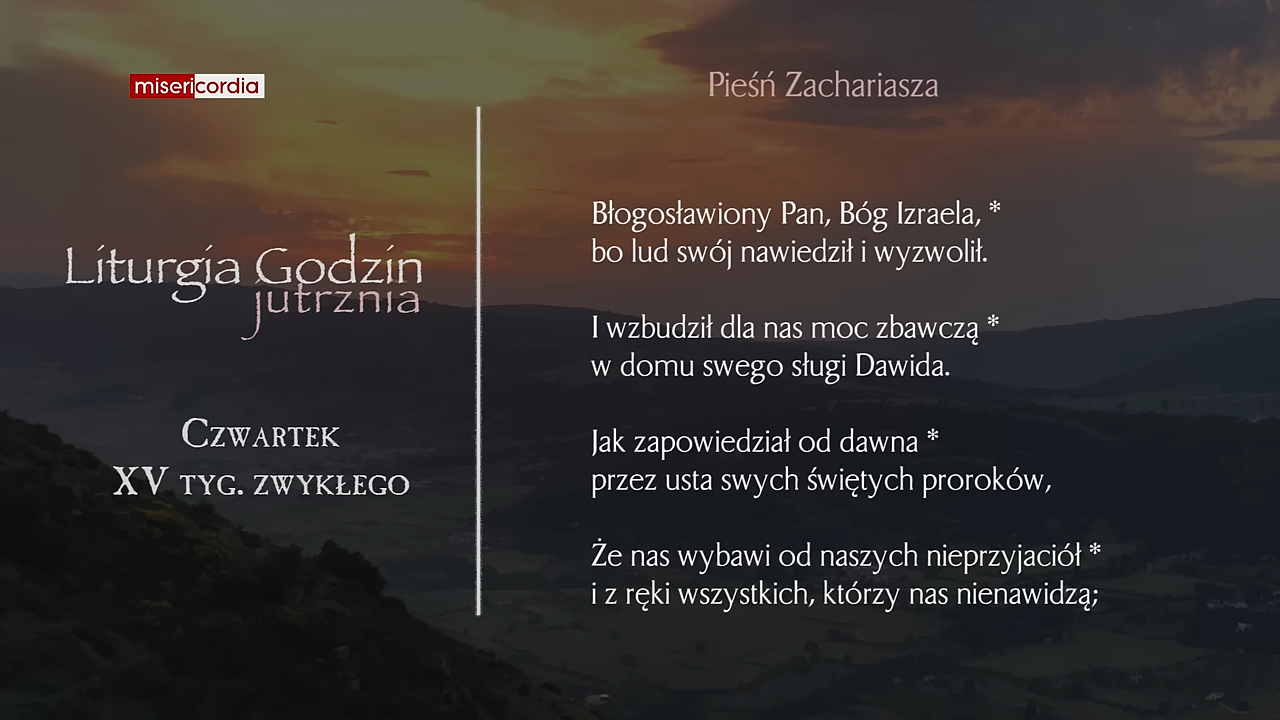 misericordia
Liturgia Godzin
jutrznia
Czwartek
XV tyg. zwykłego
Pieśń Zachariasza
Błogosławiony Pan, Bóg Izraela, *
bo lud swój nawiedził i wyzwolił.
I wzbudził dla nas moc zbawczą *
w domu swego sługi Dawida.
Jak zapowiedział od dawna *
przez usta swych świętych proroków,
Że nas wybawi od naszych nieprzyjaciół *
i z ręki wszystkich, którzy nas nienawidzą;